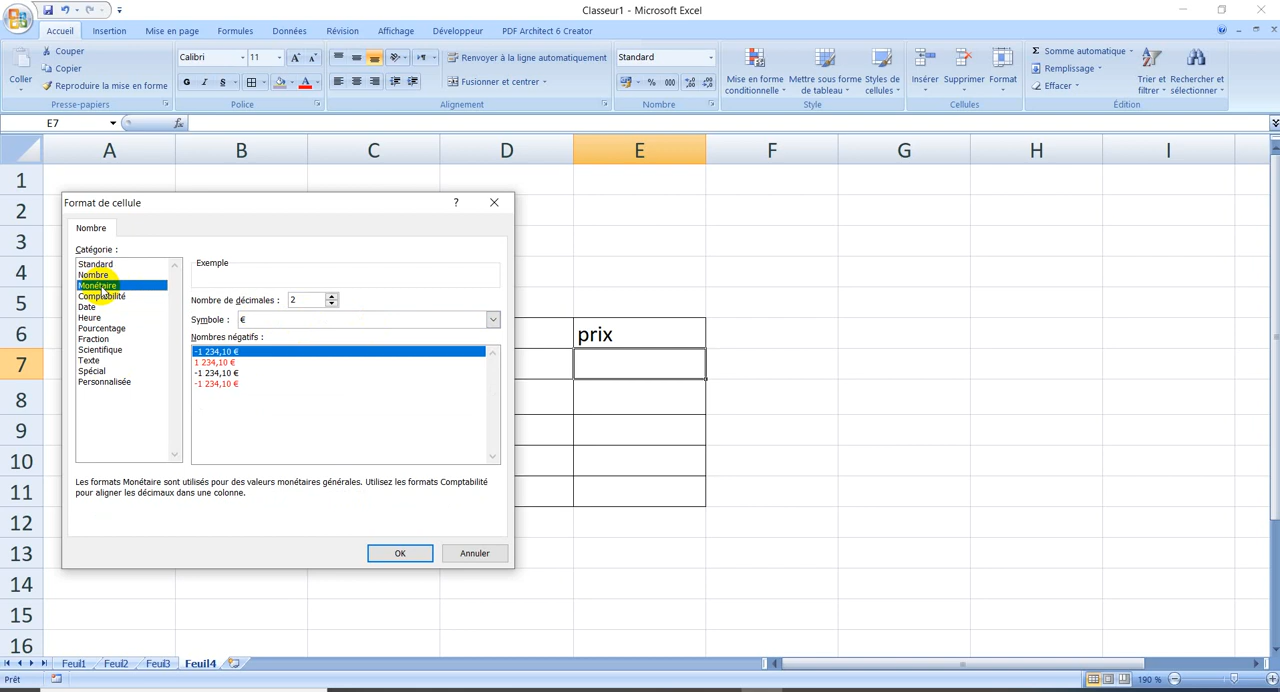 Classeur1 - Microsoft Excel
Accueil Insertion Mise en page Formules Données Révision Affichage Développeur PDF Architect 6 Creator
Couper
Copier
Reproduire la mise en forme
Coller
Presse-papiers
Calibri 11
G I S
Police
Renvoyer à la ligne automatiquement
Fusionner et centrer
Alignement
Standard
% 000
Nombre
Mise en forme conditionnelle
Mettre sous forme de tableau
Styles de cellules
Style
Insérer Supprimer Format
Cellules
Somme automatique
Remplissage
Effacer
Trier et filtrer
Rechercher et sélectionner
Édition
E7 fx
A B C D E F G H I
1
2
3
4
5
6 prix
7
8
9
10
11
12
13
14
15
16
Format de cellule ?
Nombre
Catégorie :
Standard
Nombre
Monétaire
Comptabilité
Date
Heure
Pourcentage
Fraction
Scientifique
Texte
Spécial
Personnalisée
Exemple
Nombre de décimales : 2
Symbole : €
Nombres négatifs :
-1 234,10 €
1 234,10 €
-1 234,10 €
-1 234,10 €
Les formats Monétaire sont utilisés pour des valeurs monétaires générales. Utilisez les formats Comptabilité
pour aligner les décimaux dans une colonne.
OK Annuler
Feuil1 Feuil2 Feuil3 Feuil4
Prêt 190 %